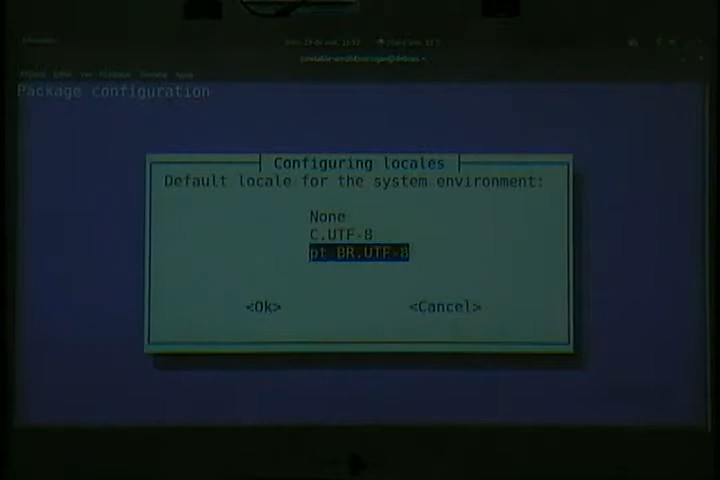 Package configuration
Configuring locales
Default locale for the system environment:
None
C.UTF-8
pt_BR.UTF-8
<Ok>
<Cancel>